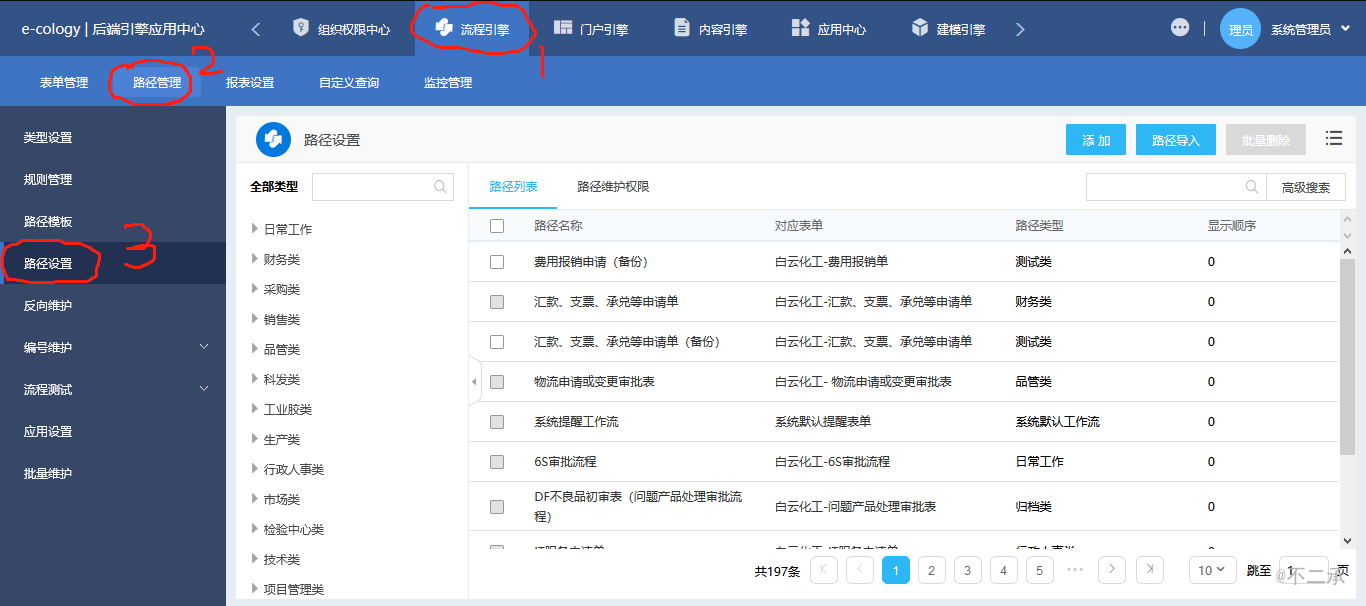 e-cology | 后端引擎应用中心
组织权限中心
流程引擎
门户引擎
内容引擎
应用中心
建模引擎
理员
系统管理员
1
2
表单管理
路径管理
报表设置
自定义查询
监控管理
类型设置
规则管理
路径模板
路径设置
3
反向维护
编号维护
流程测试
应用设置
批量维护
路径设置
添 加
路径导入
批量删除
全部类型
日常工作
财务类
采购类
销售类
品管类
科发类
工业胶类
生产类
行政人事类
市场类
检验中心类
技术类
项目管理类
路径列表
路径维护权限
高级搜索
路径名称 对应表单 路径类型 显示顺序
费用报销申请（备份） 白云化工-费用报销单 测试类 0
汇款、支票、承兑等申请单 白云化工-汇款、支票、承兑等申请单 财务类 0
汇款、支票、承兑等申请单（备份） 白云化工-汇款、支票、承兑等申请单 测试类 0
物流申请或变更审批表 白云化工- 物流申请或变更审批表 品管类 0
系统提醒工作流 系统默认提醒表单 系统默认工作流 0
6S审批流程 白云化工-6S审批流程 日常工作 0
DF不良品初审表（问题产品处理审批流
程） 白云化工-问题产品处理审批表 归档类 0
共197条
1 2 3 4 5 ···
10
跳至 1 页
@不二承